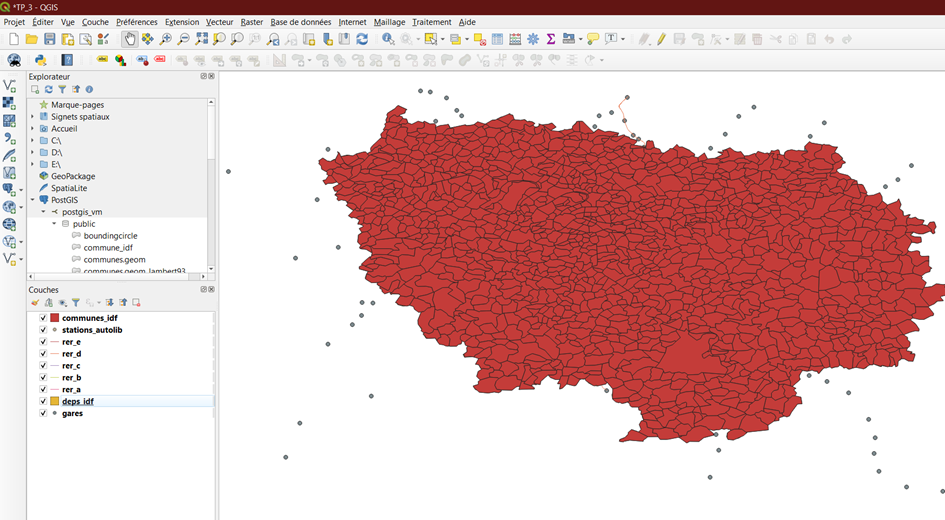 *TP_3 - QGIS
Projet Éditer Vue Couche Préférences Extension Vecteur Raster Base de données Internet Maillage Traitement Aide
abc abc
Explorateur
Marque-pages
Signets spatiaux
Accueil
C:\
D:\
E:\
GeoPackage
SpatiaLite
PostGIS
postgis_vm
public
boundingcircle
commune_idf
communes.geom
communes.geom_lambert93
Couches
communes_idf
stations_autolib
rer_e
rer_d
rer_c
rer_b
rer_a
deps_idf
gares